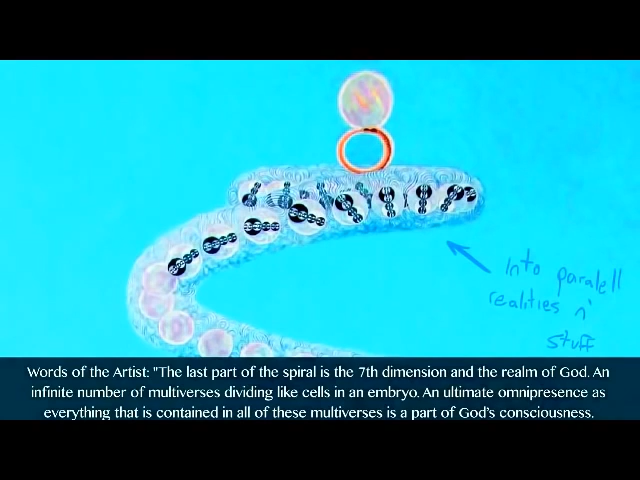 Into paralell
realities n'
stuff
Words of the Artist: "The last part of the spiral is the 7th dimension and the realm of God. An
infinite number of multiverses dividing like cells in an embryo. An ultimate omnipresence as
everything that is contained in all of these multiverses is a part of God's consciousness.